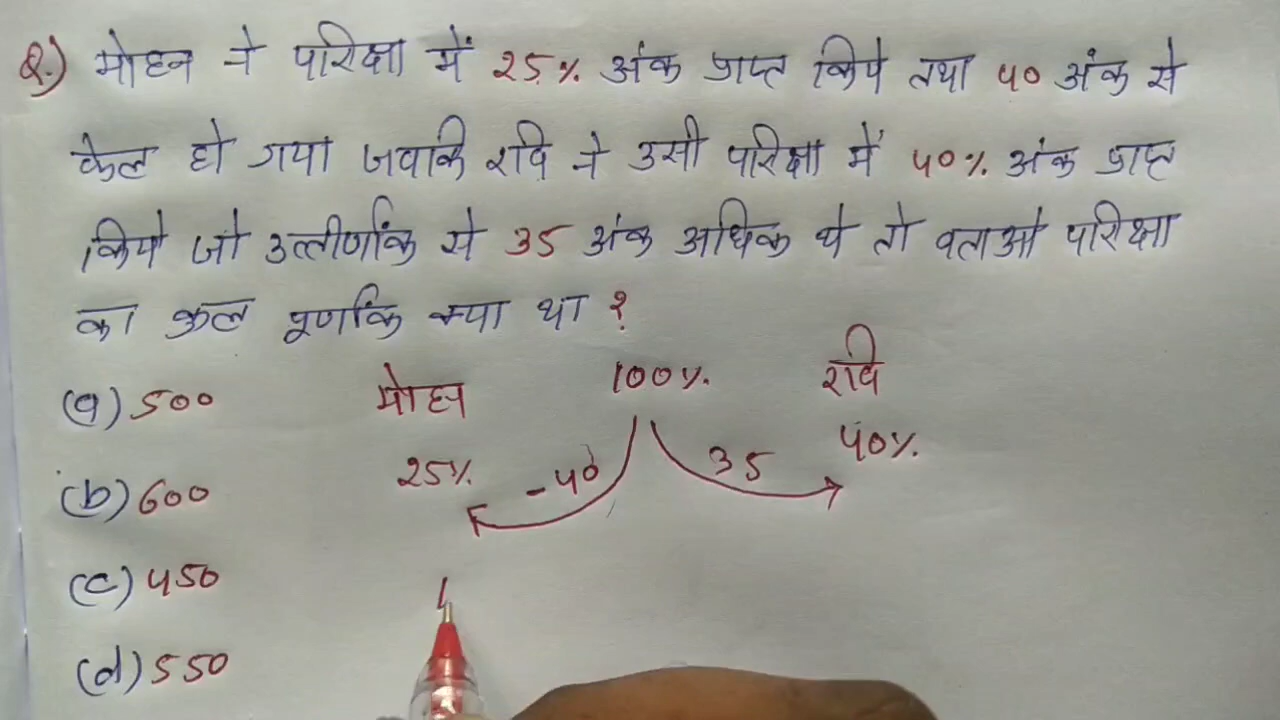 Q.) मोहन ने परिक्षा में 25% अंक प्राप्त किये तथा 40 अंक से
फेल हो गया जबकि रवि ने उसी परिक्षा में 40% अंक प्राप्त
किये जो उत्तीर्णांक से 35 अंक अधिक थे तो बताओ परिक्षा
का कुल पूर्णांक क्या था ?
(a) 500
मोहन
100%
रवि
25%
- 40
35
40%
(b) 600
(c) 450
(d) 550